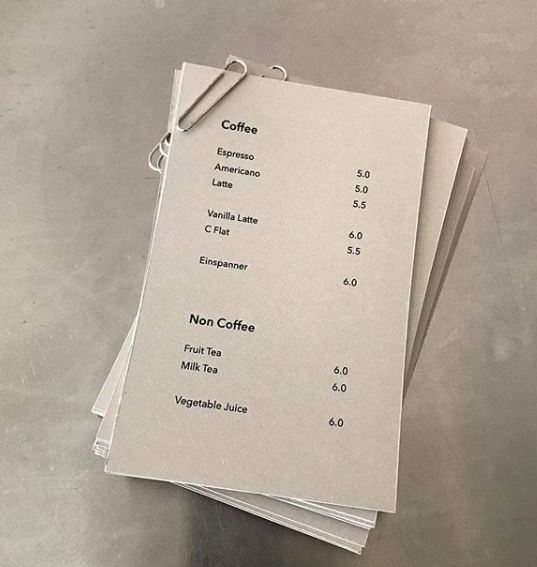 Coffee
Espresso 5.0
Americano 5.0
Latte 5.5
Vanilla Latte 6.0
C Flat 5.5
Einspanner 6.0
Non Coffee
Fruit Tea 6.0
Milk Tea 6.0
Vegetable Juice 6.0